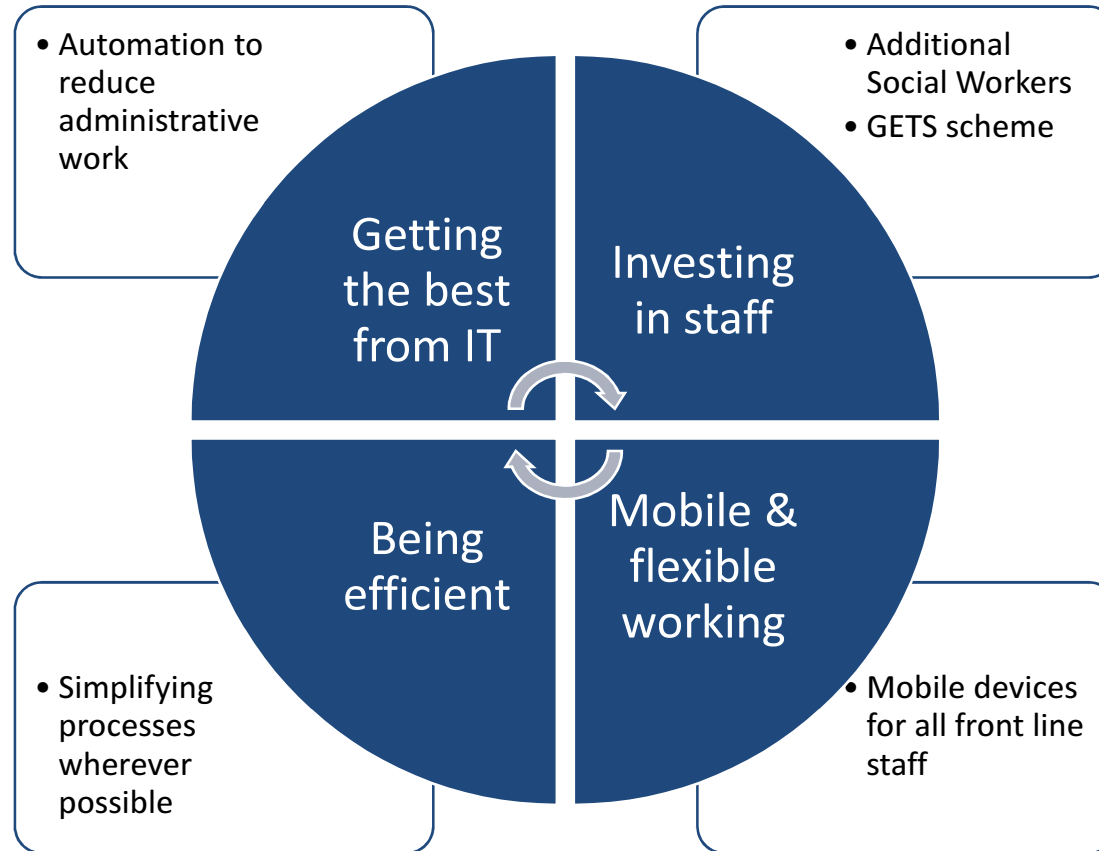 • Automation to
reduce
administrative
work
• Additional
Social Workers
• GETS scheme
Getting
the best
from IT
Investing
in staff
Being
efficient
Mobile &
flexible
working
• Simplifying
processes
wherever
possible
• Mobile devices
for all front line
staff